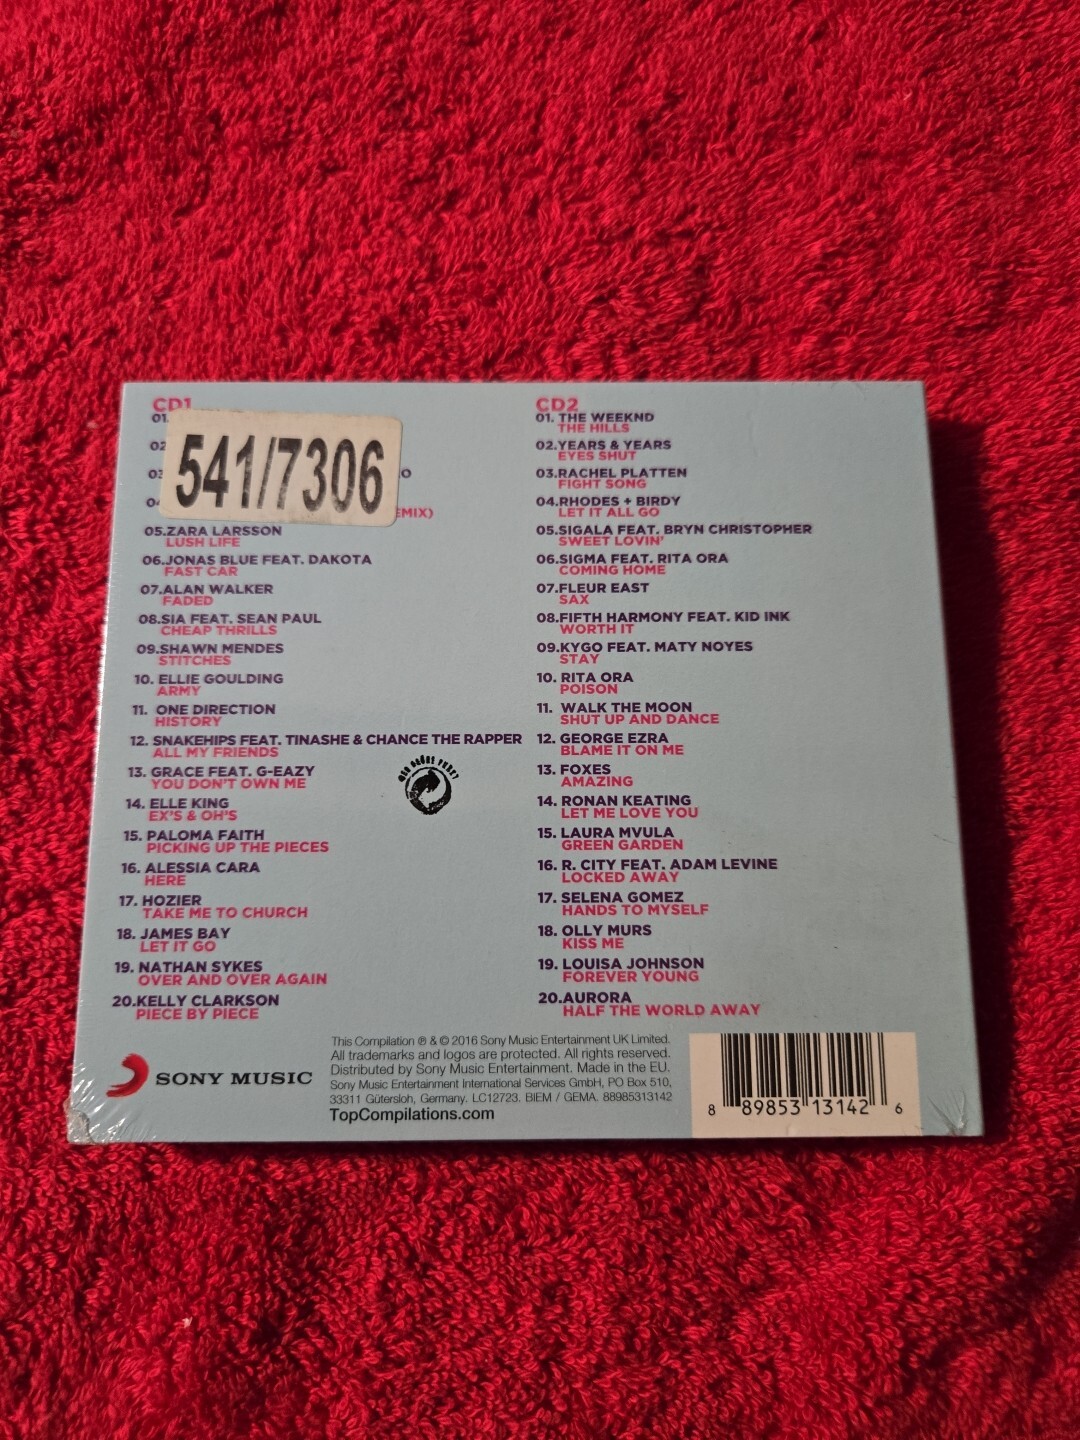 CD1
01.
02
03
O
04
EMIX)
541/7306
05.ZARA LARSSON
LUSH LIFE
06.JONAS BLUE FEAT. DAKOTA
FAST CAR
07.ALAN WALKER
FADED
08.SIA FEAT. SEAN PAUL
CHEAP THRILLS
09.SHAWN MENDES
STITCHES
10. ELLIE GOULDING
ARMY
11. ONE DIRECTION
HISTORY
12. SNAKEHIPS FEAT. TINASHE & CHANCE THE RAPPER
ALL MY FRIENDS
13. GRACE FEAT. G-EAZY
YOU DON'T OWN ME
14. ELLE KING
EX'S & OH'S
15. PALOMA FAITH
PICKING UP THE PIECES
16. ALESSIA CARA
HERE
17. HOZIER
TAKE ME TO CHURCH
18. JAMES BAY
LET IT GO
19. NATHAN SYKES
OVER AND OVER AGAIN
20.KELLY CLARKSON
PIECE BY PIECE
CD2
01. THE WEEKND
THE HILLS
02.YEARS & YEARS
EYES SHUT
03.RACHEL PLATTEN
FIGHT SONG
04.RHODES + BIRDY
LET IT ALL GO
05.SIGALA FEAT. BRYN CHRISTOPHER
SWEET LOVIN'
06.SIGMA FEAT. RITA ORA
COMING HOME
07.FLEUR EAST
SAX
08.FIFTH HARMONY FEAT. KID INK
WORTH IT
09.KYGO FEAT. MATY NOYES
STAY
10. RITA ORA
POISON
11. WALK THE MOON
SHUT UP AND DANCE
12. GEORGE EZRA
BLAME IT ON ME
13. FOXES
AMAZING
14. RONAN KEATING
LET ME LOVE YOU
15. LAURA MVULA
GREEN GARDEN
16. R. CITY FEAT. ADAM LEVINE
LOCKED AWAY
17. SELENA GOMEZ
HANDS TO MYSELF
18. OLLY MURS
KISS ME
19. LOUISA JOHNSON
FOREVER YOUNG
20.AURORA
HALF THE WORLD AWAY
SONY MUSIC
This Compilation ℗ & © 2016 Sony Music Entertainment UK Limited.
All trademarks and logos are protected. All rights reserved.
Distributed by Sony Music Entertainment. Made in the EU.
Sony Music Entertainment International Services GmbH, PO Box 510,
33311 Gütersloh, Germany. LC12723. BIEM / GEMA. 88985313142
TopCompilations.com
8 89853 13142 6